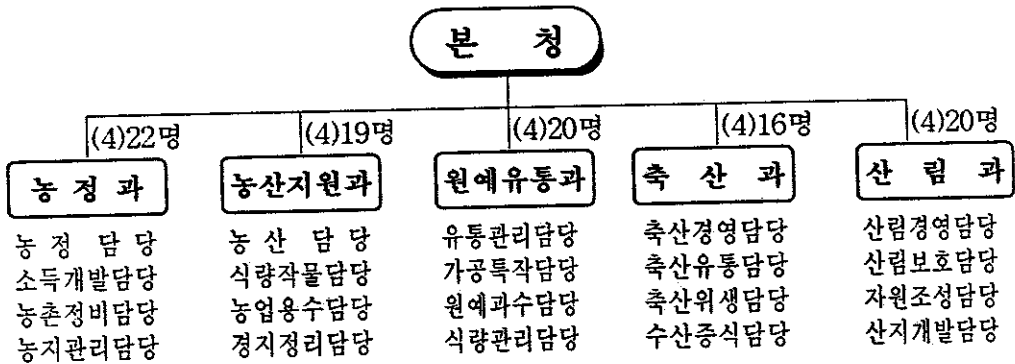 본 청
(4)22명 (4)19명 (4)20명 (4)16명 (4)20명
농 정 과 농산지원과 원예유통과 축 산 과 산 림 과
농 정 담 당 농 산 담 당 유통관리담당 축산경영담당 산림경영담당
소득개발담당 식량작물담당 가공특작담당 축산유통담당 산림보호담당
농촌정비담당 농업용수담당 원예과수담당 축산위생담당 자원조성담당
농지관리담당 경지정리담당 식량관리담당 수산증식담당 산지개발담당